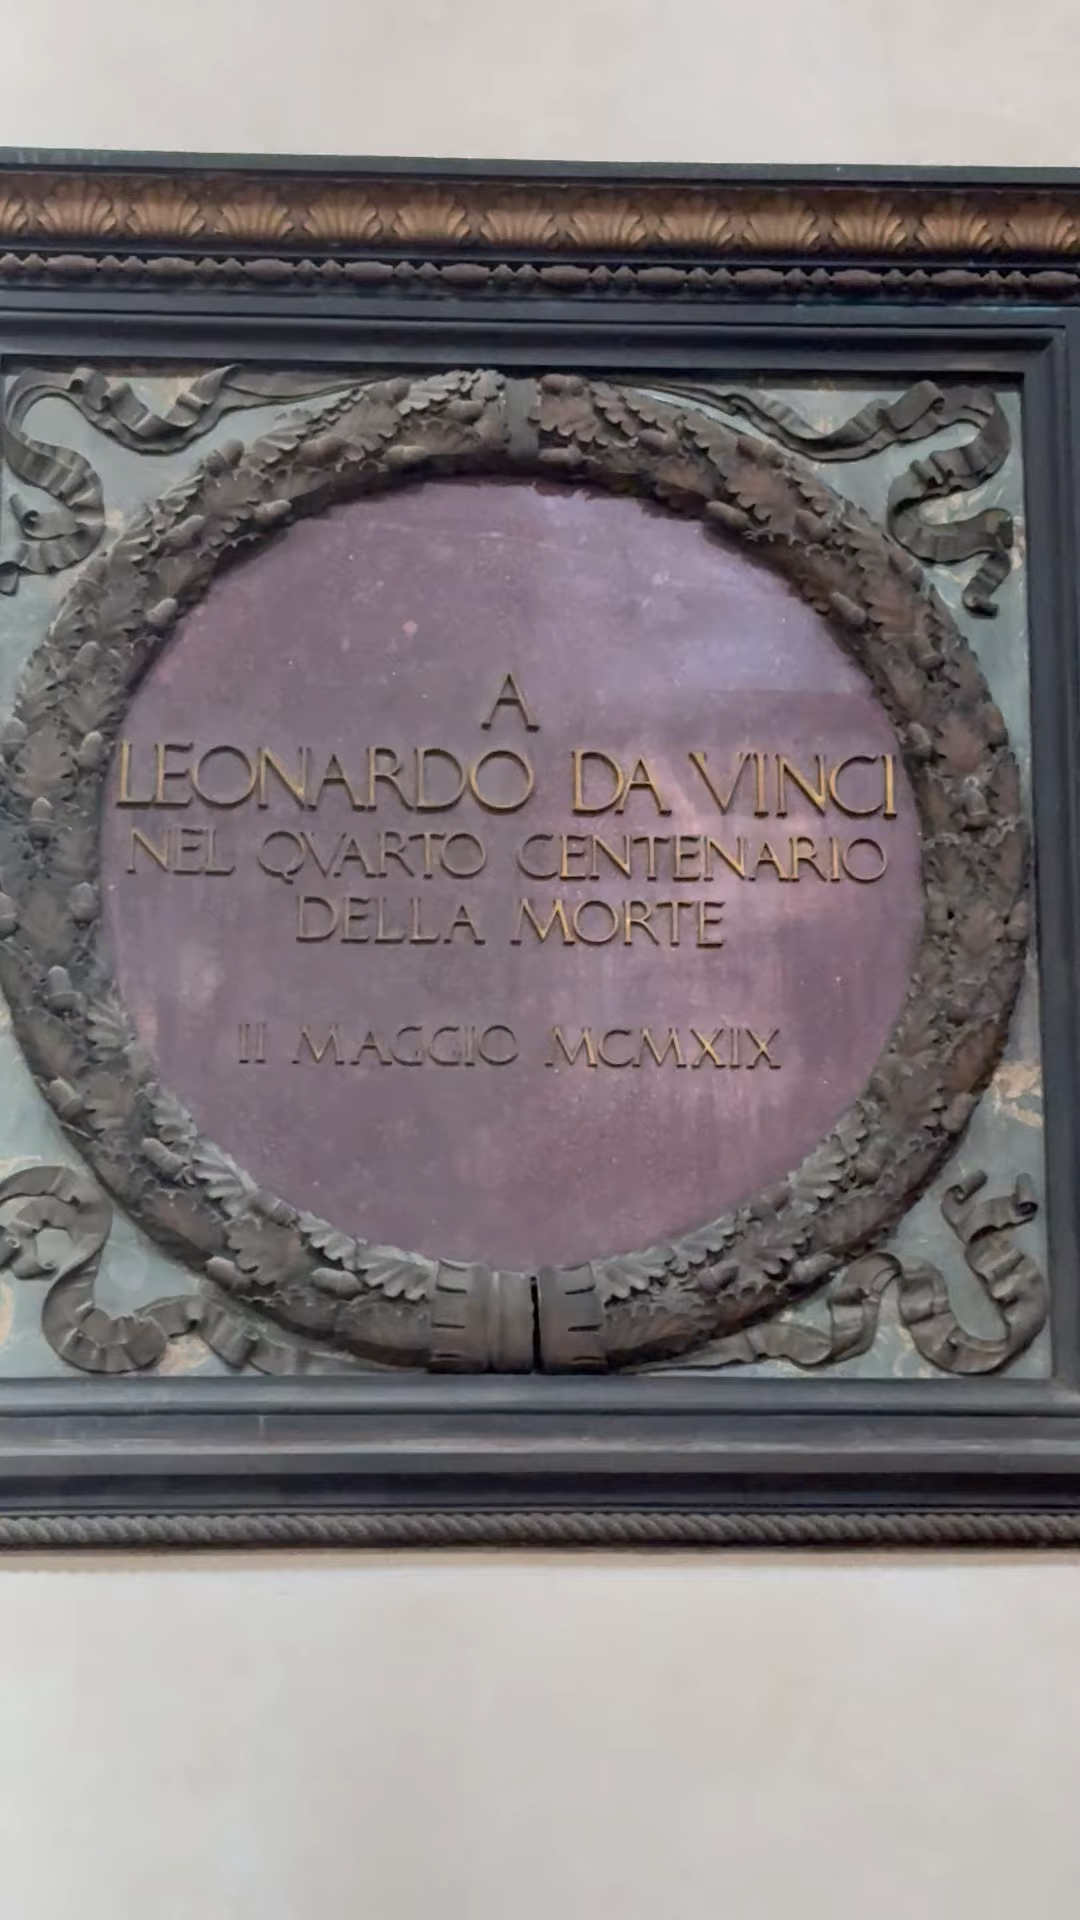 A
LEONARDO DA VINCI
NEL QVARTO CENTENARIO
DELLA MORTE
II MAGGIO MCMXIX